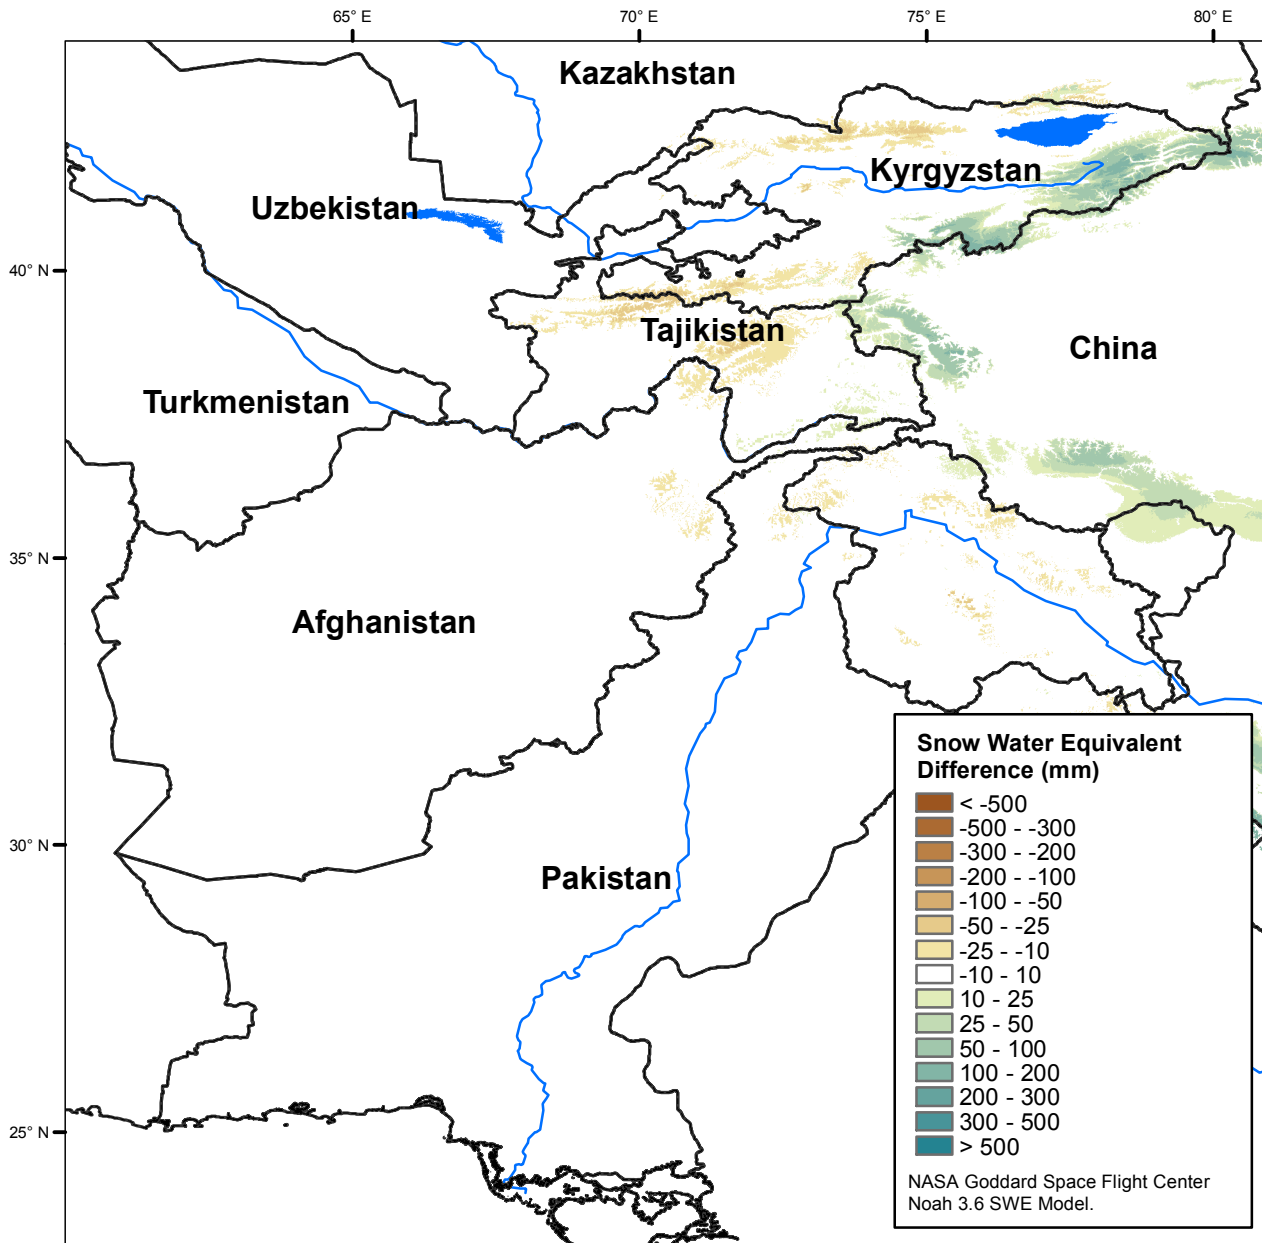 65° E
70° E
75° E
80° E
Kazakhstan
Kyrgyzstan
Uzbekistan
40° N
Tajikistan
China
Turkmenistan
35° N
Afghanistan
30° N
Pakistan
25° N
Snow Water Equivalent
Difference (mm)
< -500
-500 - -300
-300 - -200
-200 - -100
-100 - -50
-50 - -25
-25 - -10
-10 - 10
10 - 25
25 - 50
50 - 100
100 - 200
200 - 300
300 - 500
> 500
NASA Goddard Space Flight Center
Noah 3.6 SWE Model.